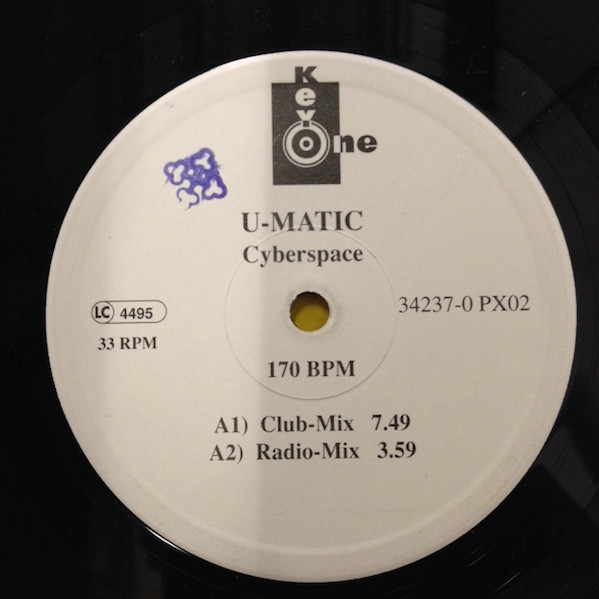 Key One
U-MATIC
Cyberspace
LC 4495
34237-0 PX02
33 RPM
170 BPM
A1) Club-Mix 7.49
A2) Radio-Mix 3.59